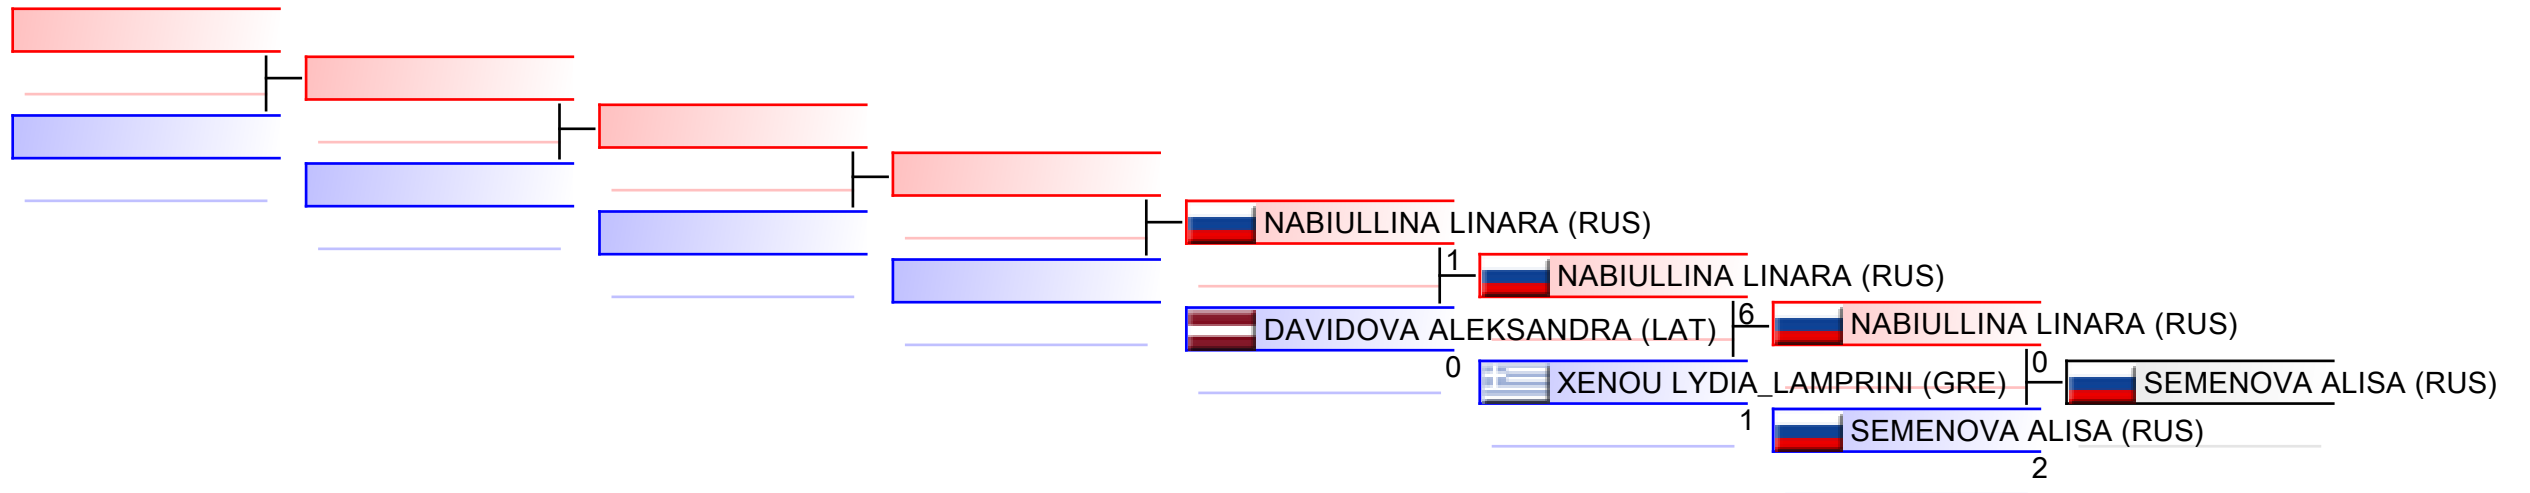 NABIULLINA LINARA (RUS)
1
NABIULLINA LINARA (RUS)
DAVIDOVA ALEKSANDRA (LAT)
0
6
NABIULLINA LINARA (RUS)
XENOU LYDIA_LAMPRINI (GRE)
1
0
SEMENOVA ALISA (RUS)
SEMENOVA ALISA (RUS)
2